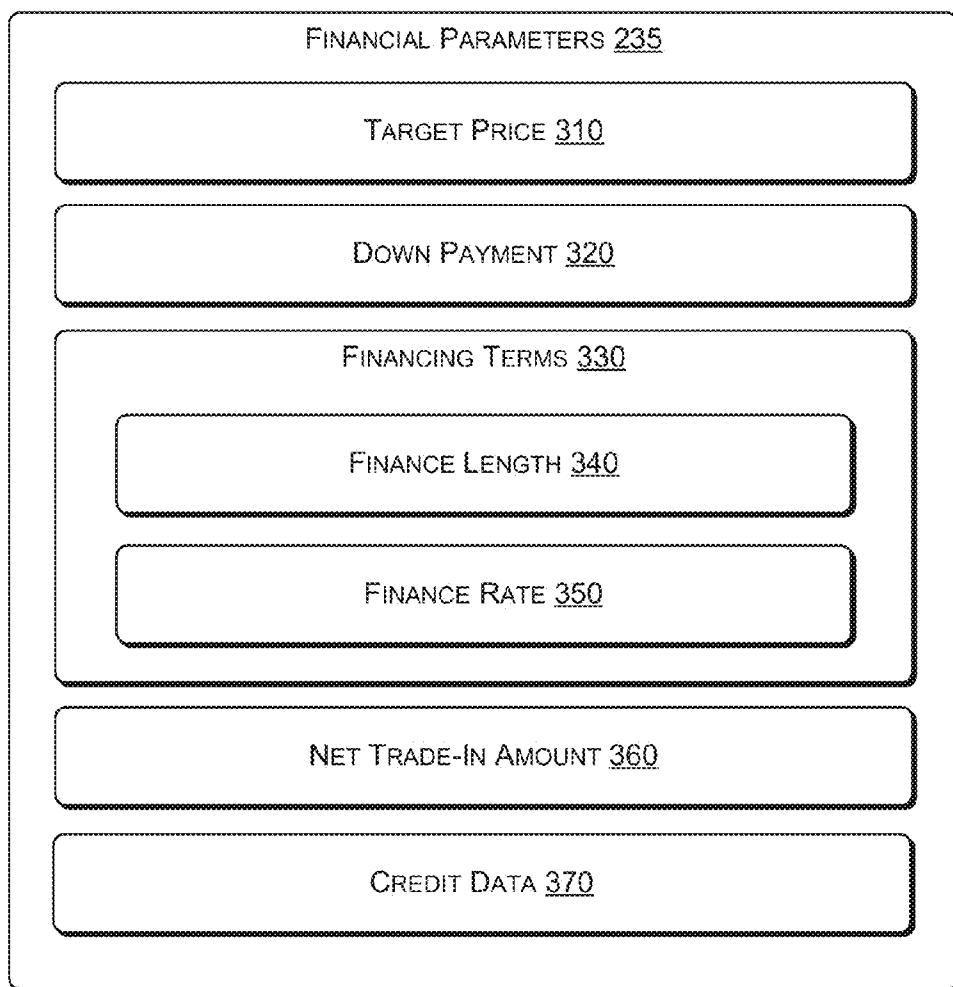 FINANCIAL PARAMETERS 235
TARGET PRICE 310
DOWN PAYMENT 320
FINANCING TERMS 330
FINANCE LENGTH 340
FINANCE RATE 350
NET TRADE-IN AMOUNT 360
CREDIT DATA 370